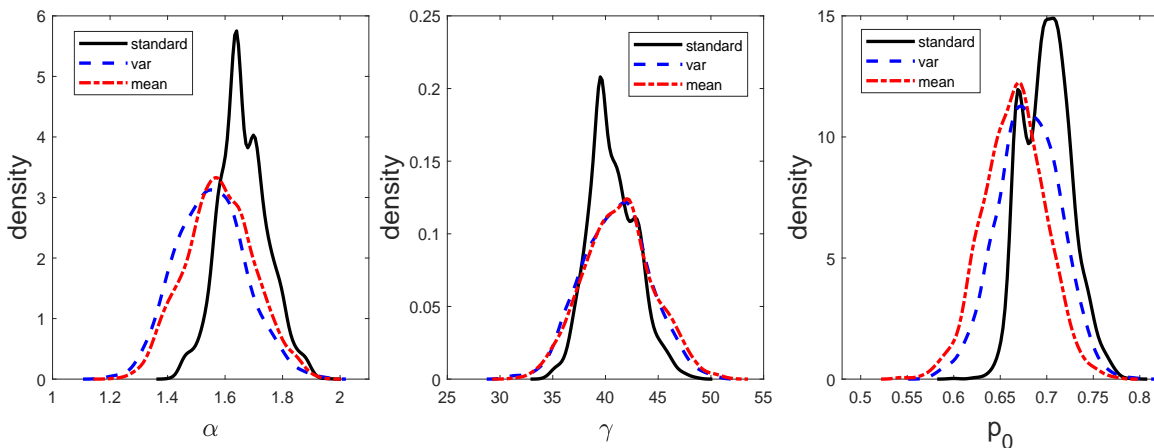 6
5
4
3
2
1
0
density
1
1.2
1.4
1.6
1.8
2
α
standard
var
mean
0.25
0.20
0.15
0.1
0.05
0
density
25
30
35
40
45
50
55
γ
standard
var
mean
15
10
5
0
density
0.5
0.55
0.6
0.65
0.7
0.75
0.8
p₀
standard
var
mean